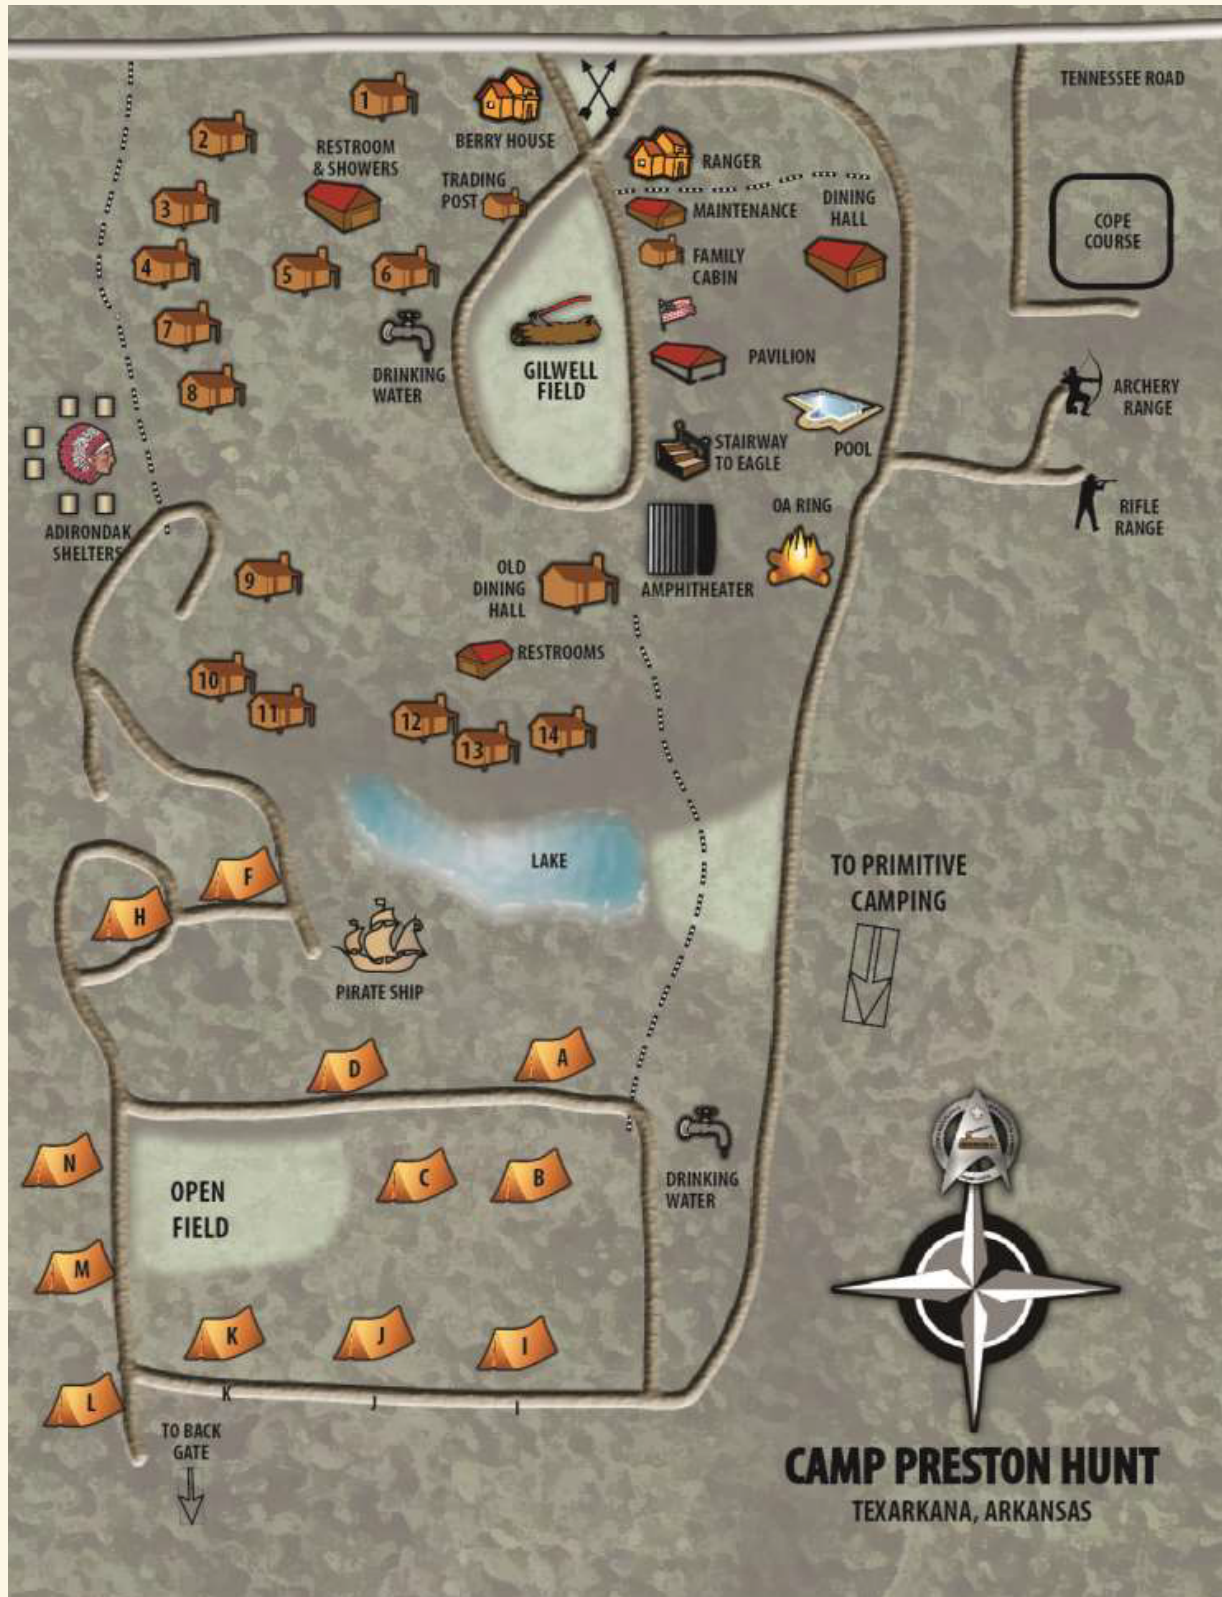 TENNESSEE ROAD
1
BERRY HOUSE
2
RESTROOM
& SHOWERS
RANGER
TRADING
POST
3
MAINTENANCE
DINING
HALL
COPE
COURSE
4
5
6
FAMILY
CABIN
7
DRINKING
WATER
GILWELL
FIELD
PAVILION
8
ARCHERY
RANGE
STAIRWAY
TO EAGLE
POOL
ADIRONDAK
SHELTERS
OA RING
RIFLE
RANGE
9
OLD
DINING
HALL
AMPHITHEATER
RESTROOMS
10
11
12
13
14
LAKE
TO PRIMITIVE
CAMPING
F
H
PIRATE SHIP
D
A
N
C
B
DRINKING
WATER
OPEN
FIELD
M
K
J
I
L
K
J
I
TO BACK
GATE
CAMP PRESTON HUNT
TEXARKANA, ARKANSAS